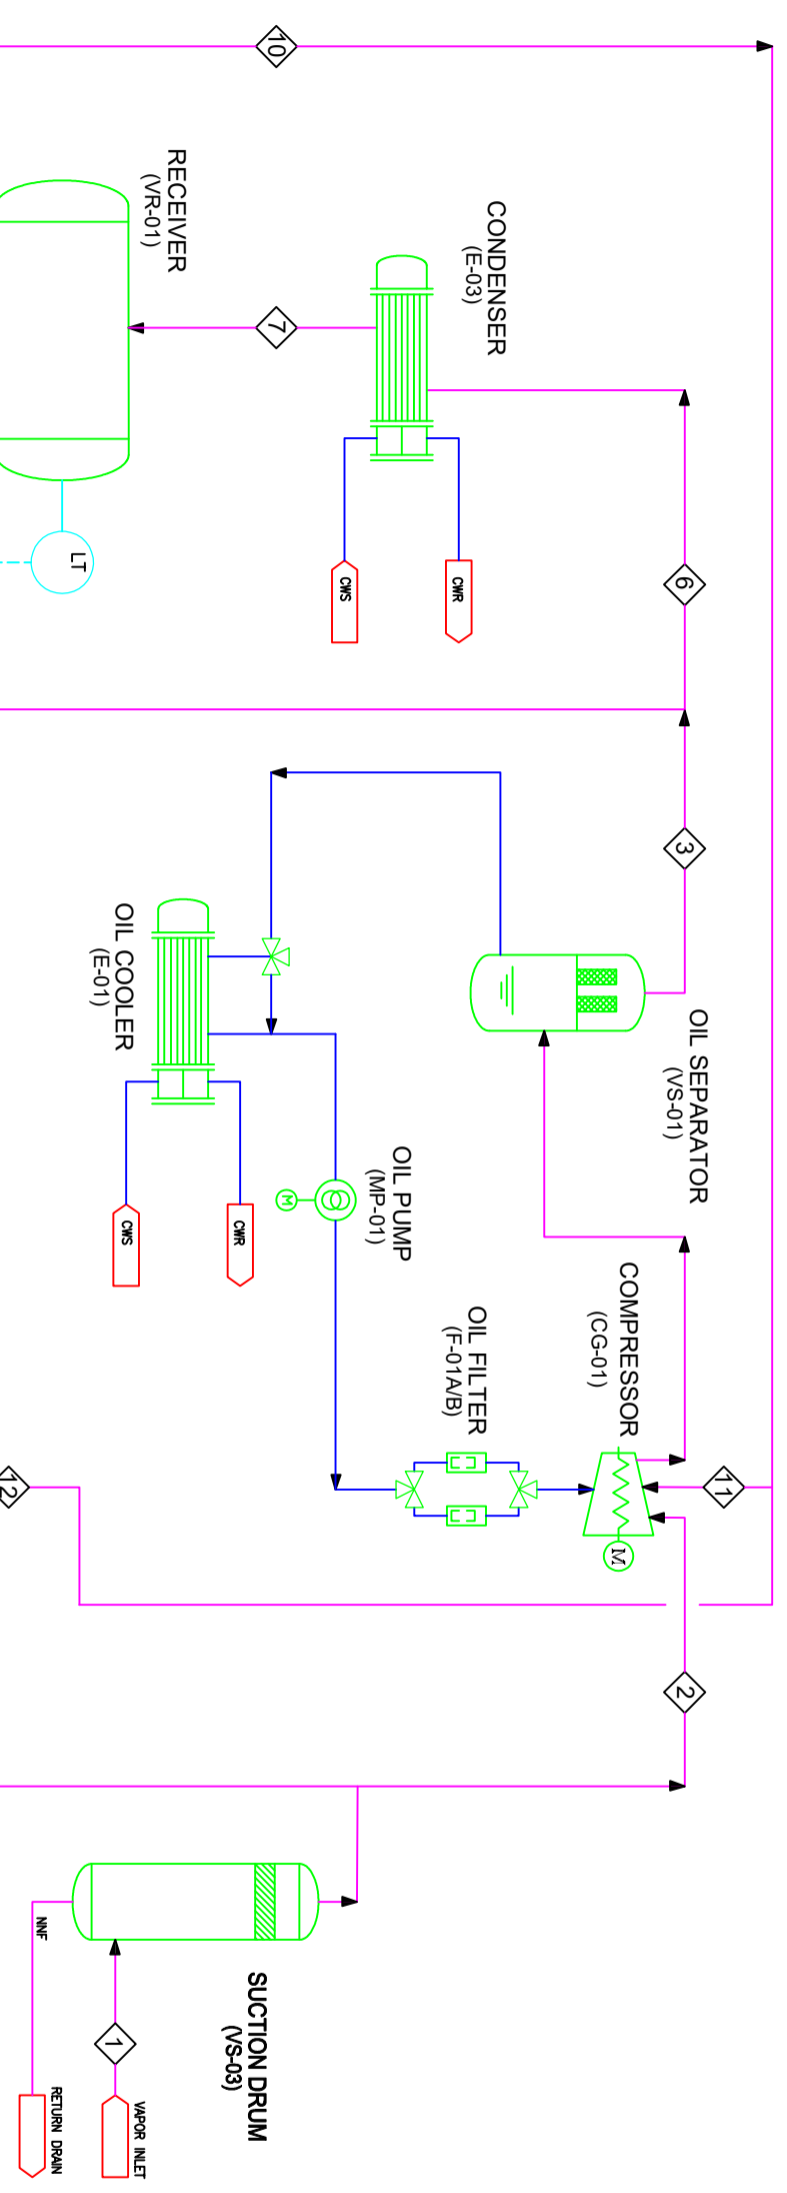 10
RECEIVER
(VR-01)
CONDENSER
(E-03)
7
LT
CWS
CWR
6
3
OIL COOLER
(E-01)
OIL SEPARATOR
(VS-01)
CWS
CWR
M
OIL PUMP
(MP-01)
OIL FILTER
(F-01A/B)
COMPRESSOR
(CG-01)
M
11
12
2
NNF
SUCTION DRUM
(VS-03)
1
RETURN DRAIN
VAPOR INLET